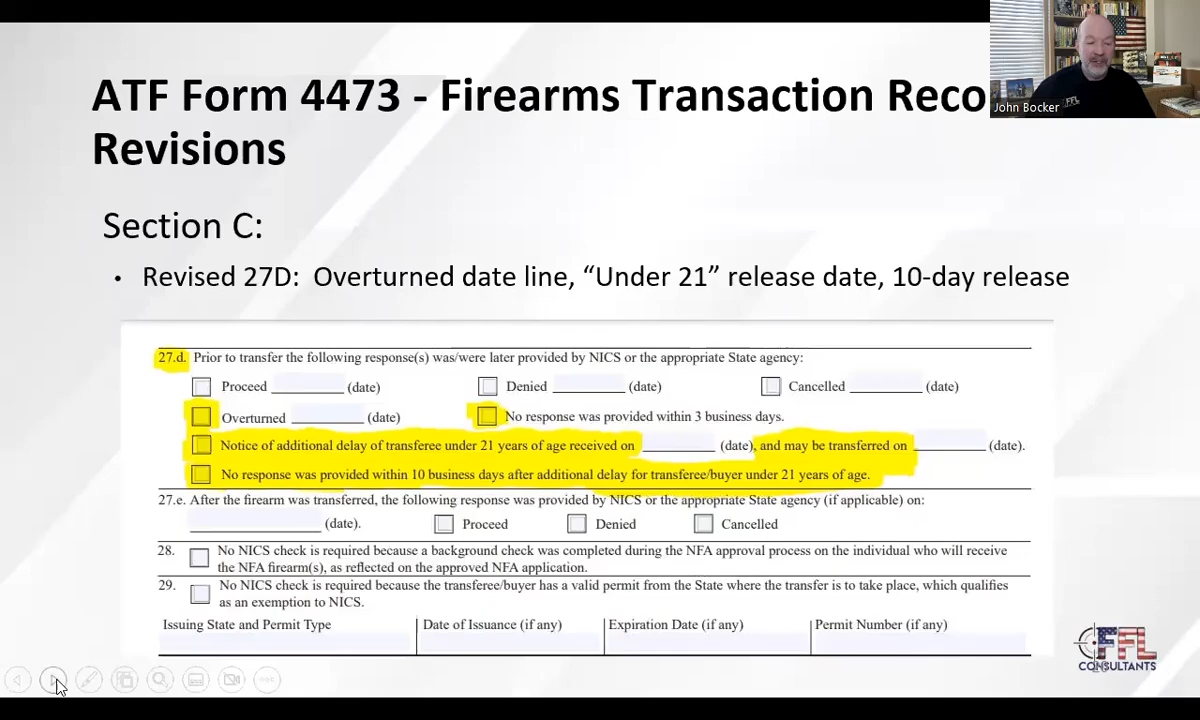 ATF Form 4473 - Firearms Transaction Reco
Revisions
John Bocker
FFL
Section C:
• Revised 27D: Overturned date line, “Under 21” release date, 10-day release
27.d. Prior to transfer the following response(s) was/were later provided by NICS or the appropriate State agency:
Proceed ________ (date) Denied ________ (date) Cancelled ________ (date)
Overturned ________ (date) No response was provided within 3 business days.
Notice of additional delay of transferee under 21 years of age received on ________ (date), and may be transferred on ________ (date).
No response was provided within 10 business days after additional delay for transferee/buyer under 21 years of age.
27.e. After the firearm was transferred, the following response was provided by NICS or the appropriate State agency (if applicable) on:
________ (date). Proceed Denied Cancelled
28. No NICS check is required because a background check was completed during the NFA approval process on the individual who will receive
the NFA firearm(s), as reflected on the approved NFA application.
29. No NICS check is required because the transferee/buyer has a valid permit from the State where the transfer is to take place, which qualifies
as an exemption to NICS.
Issuing State and Permit Type Date of Issuance (if any) Expiration Date (if any) Permit Number (if any)
FFL
CONSULTANTS